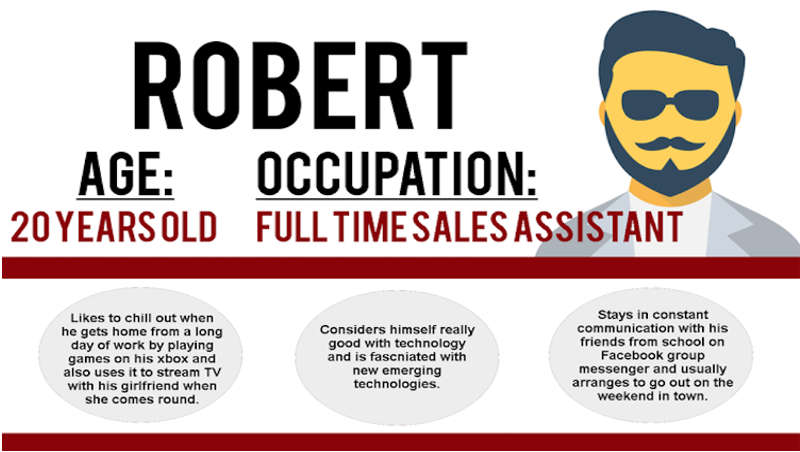 ROBERT
AGE: OCCUPATION:
20 YEARS OLD FULL TIME SALES ASSISTANT
Likes to chill out when
he gets home from a long
day of work by playing
games on his xbox and
also uses it to stream TV
with his girlfriend when
she comes round.
Considers himself really
good with technology
and is fascniated with
new emerging
technologies.
Stays in constant
communication with his
friends from school on
Facebook group
messenger and usually
arranges to go out on the
weekend in town.